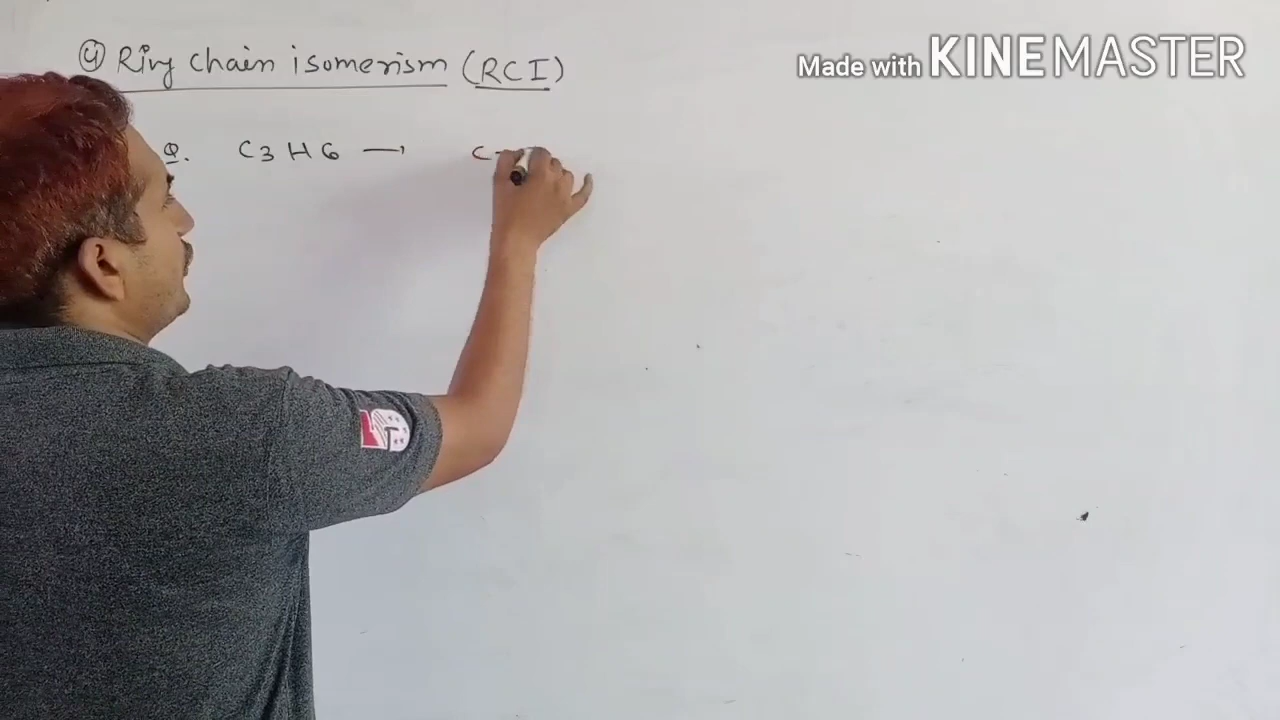 Made with KINEMASTER
④ Ring chain isomerism (RCI)
Q. C3H6 → C-